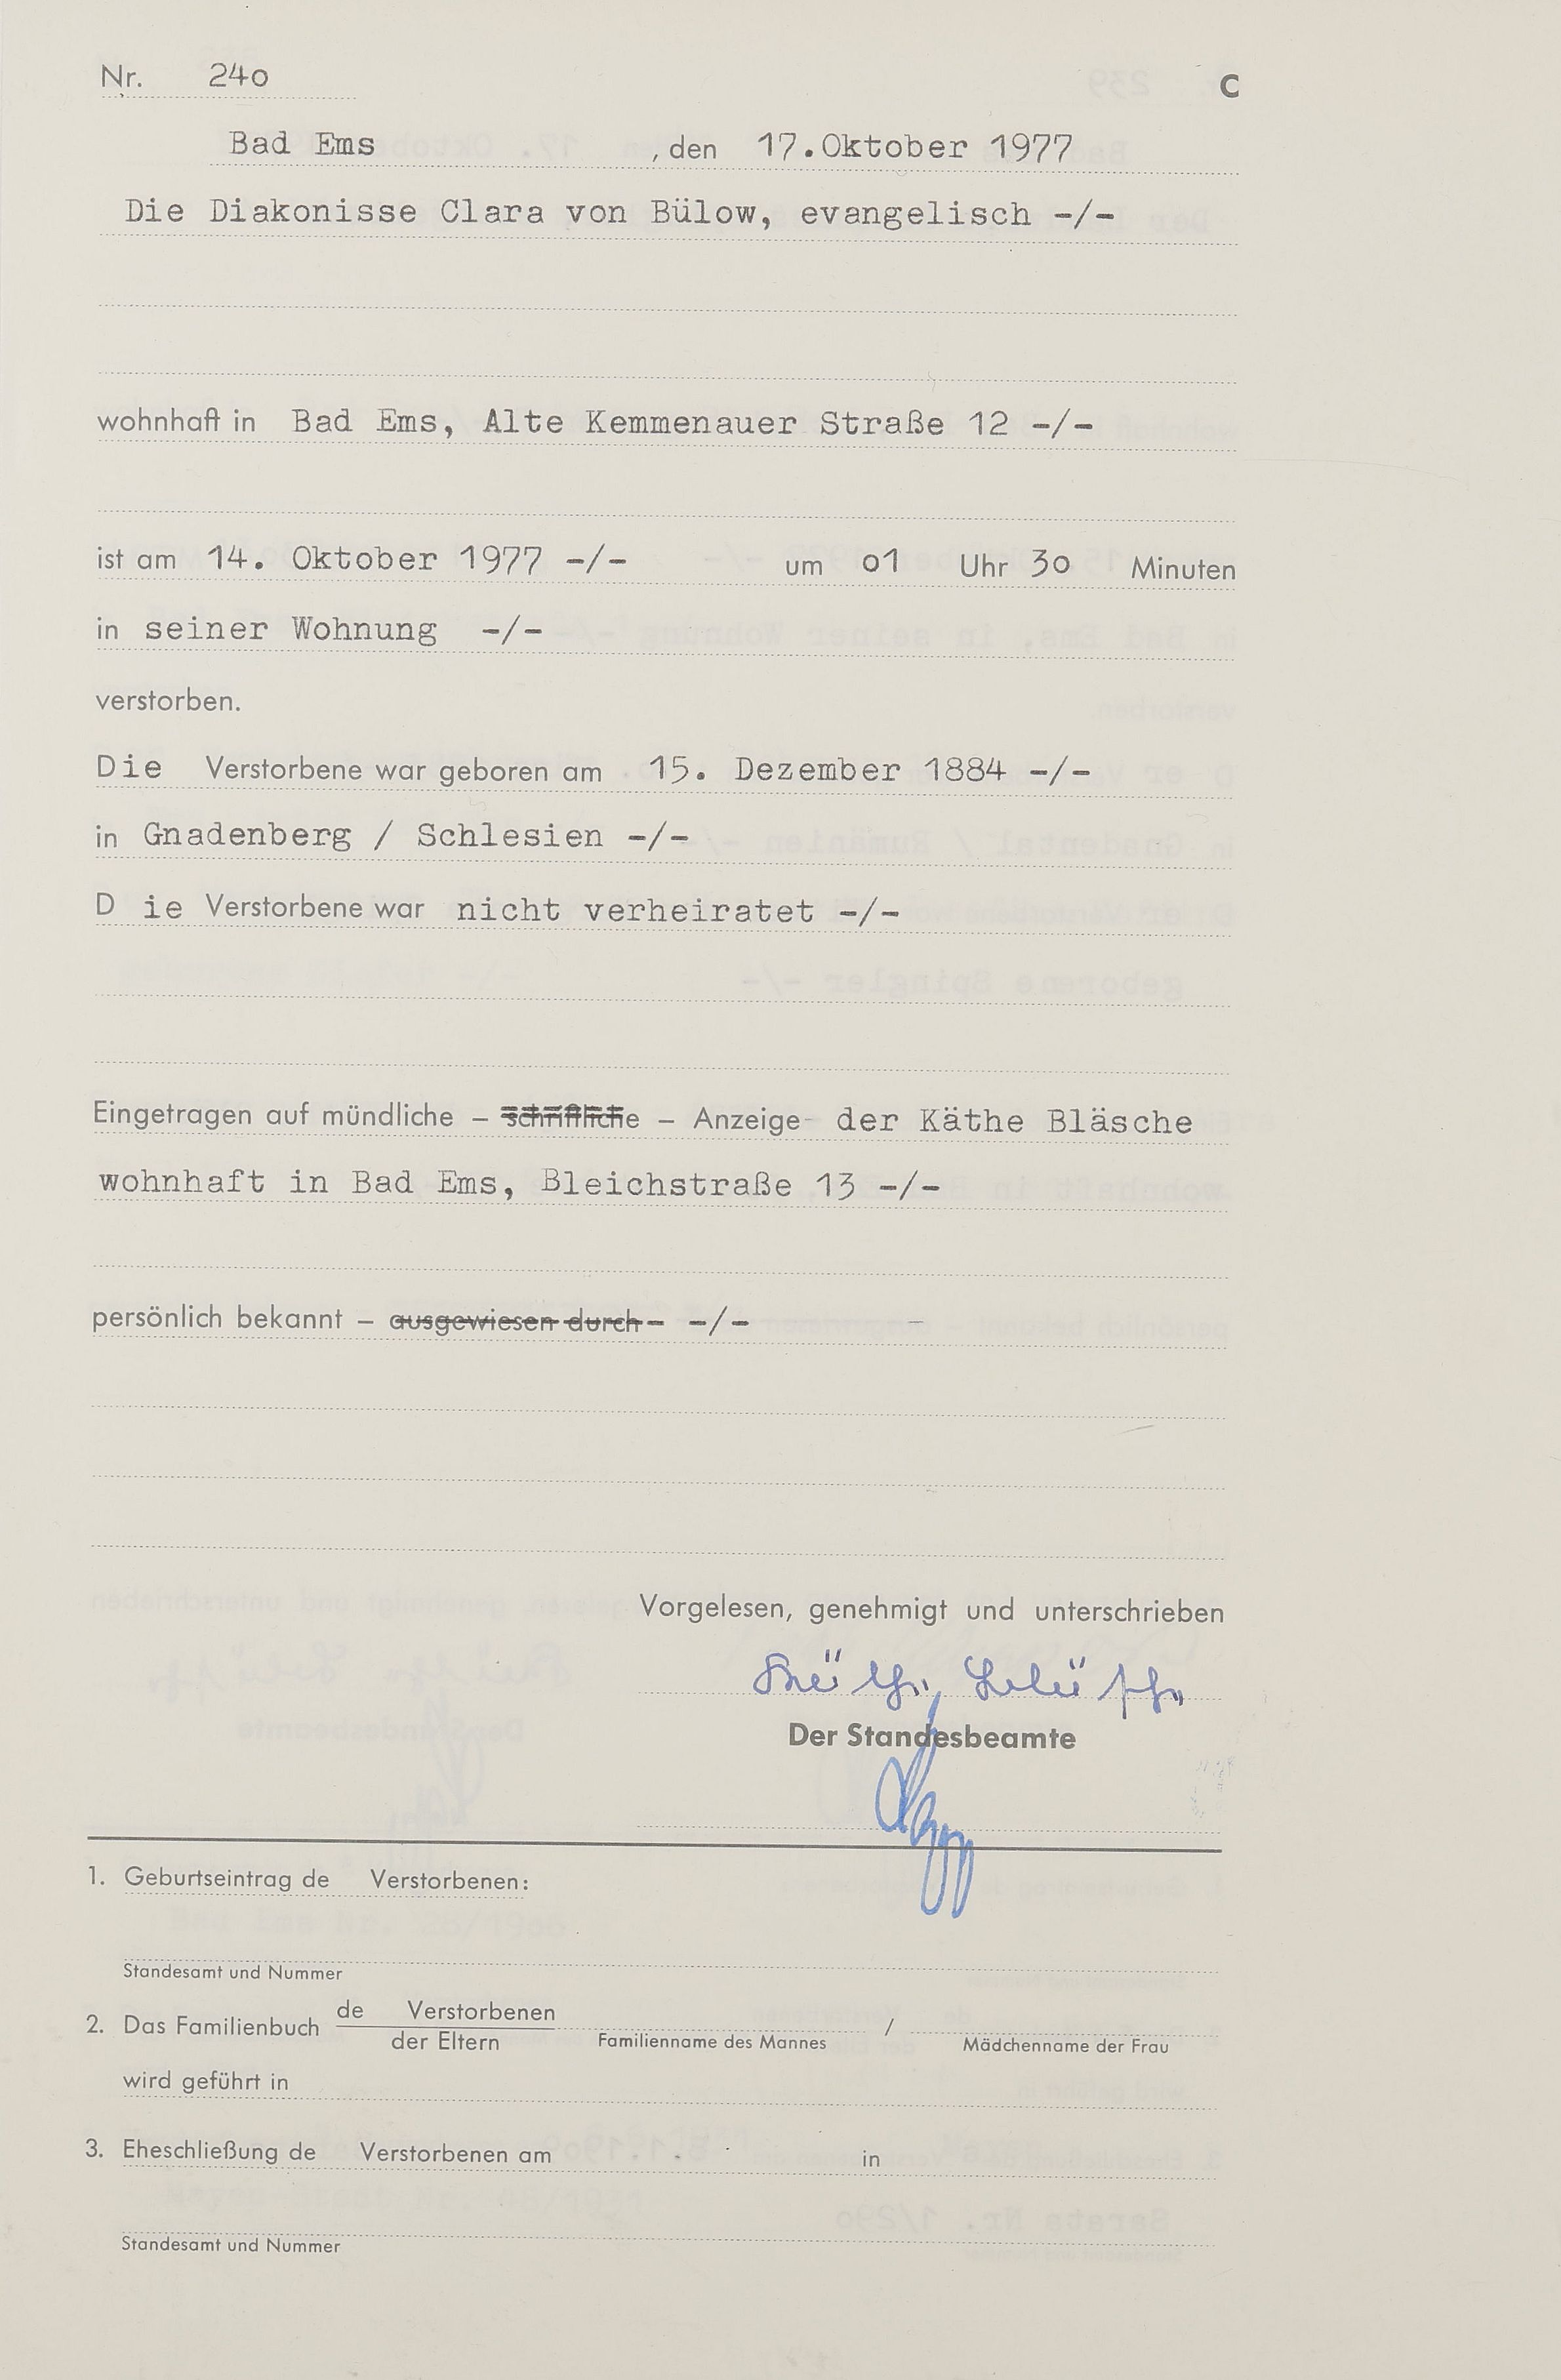 Nr. 24o C
Bad Ems , den 17.Oktober 1977
Die Diakonisse Clara von Bülow, evangelisch -/-
wohnhaft in Bad Ems, Alte Kemmenauer Straße 12 -/-
ist am 14. Oktober 1977 -/- um o1 Uhr 3o Minuten
in seiner Wohnung -/-
verstorben.
Die Verstorbene war geboren am 15. Dezember 1884 -/-
in Gnadenberg / Schlesien -/-
D ie Verstorbene war nicht verheiratet -/-
Eingetragen auf mündliche – schriftliche – Anzeige- der Käthe Bläsche
wohnhaft in Bad Ems, Bleichstraße 13 -/-
persönlich bekannt – ausgewiesen durch- -/-
Vorgelesen, genehmigt und unterschrieben
Käthe Bläsche
Der Standesbeamte
1. Geburtseintrag de Verstorbenen:
Standesamt und Nummer
2. Das Familienbuch de Verstorbenen / 
der Eltern Familienname des Mannes Mädchenname der Frau
wird geführt in
3. Eheschließung de Verstorbenen am in
Standesamt und Nummer